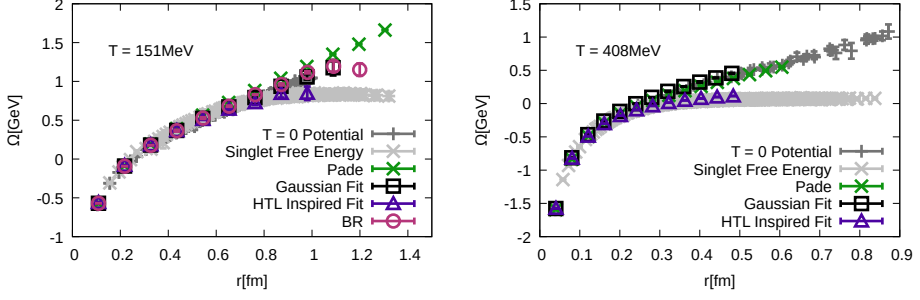 2
1.5
1
0.5
0
-0.5
-1
Ω[GeV]
T = 151MeV
T = 0 Potential
Singlet Free Energy
Pade
Gaussian Fit
HTL Inspired Fit
BR
0 0.2 0.4 0.6 0.8 1 1.2 1.4
r[fm]
1.5
1
0.5
0
-0.5
-1
-1.5
-2
Ω[GeV]
T = 408MeV
T = 0 Potential
Singlet Free Energy
Pade
Gaussian Fit
HTL Inspired Fit
0 0.1 0.2 0.3 0.4 0.5 0.6 0.7 0.8 0.9
r[fm]